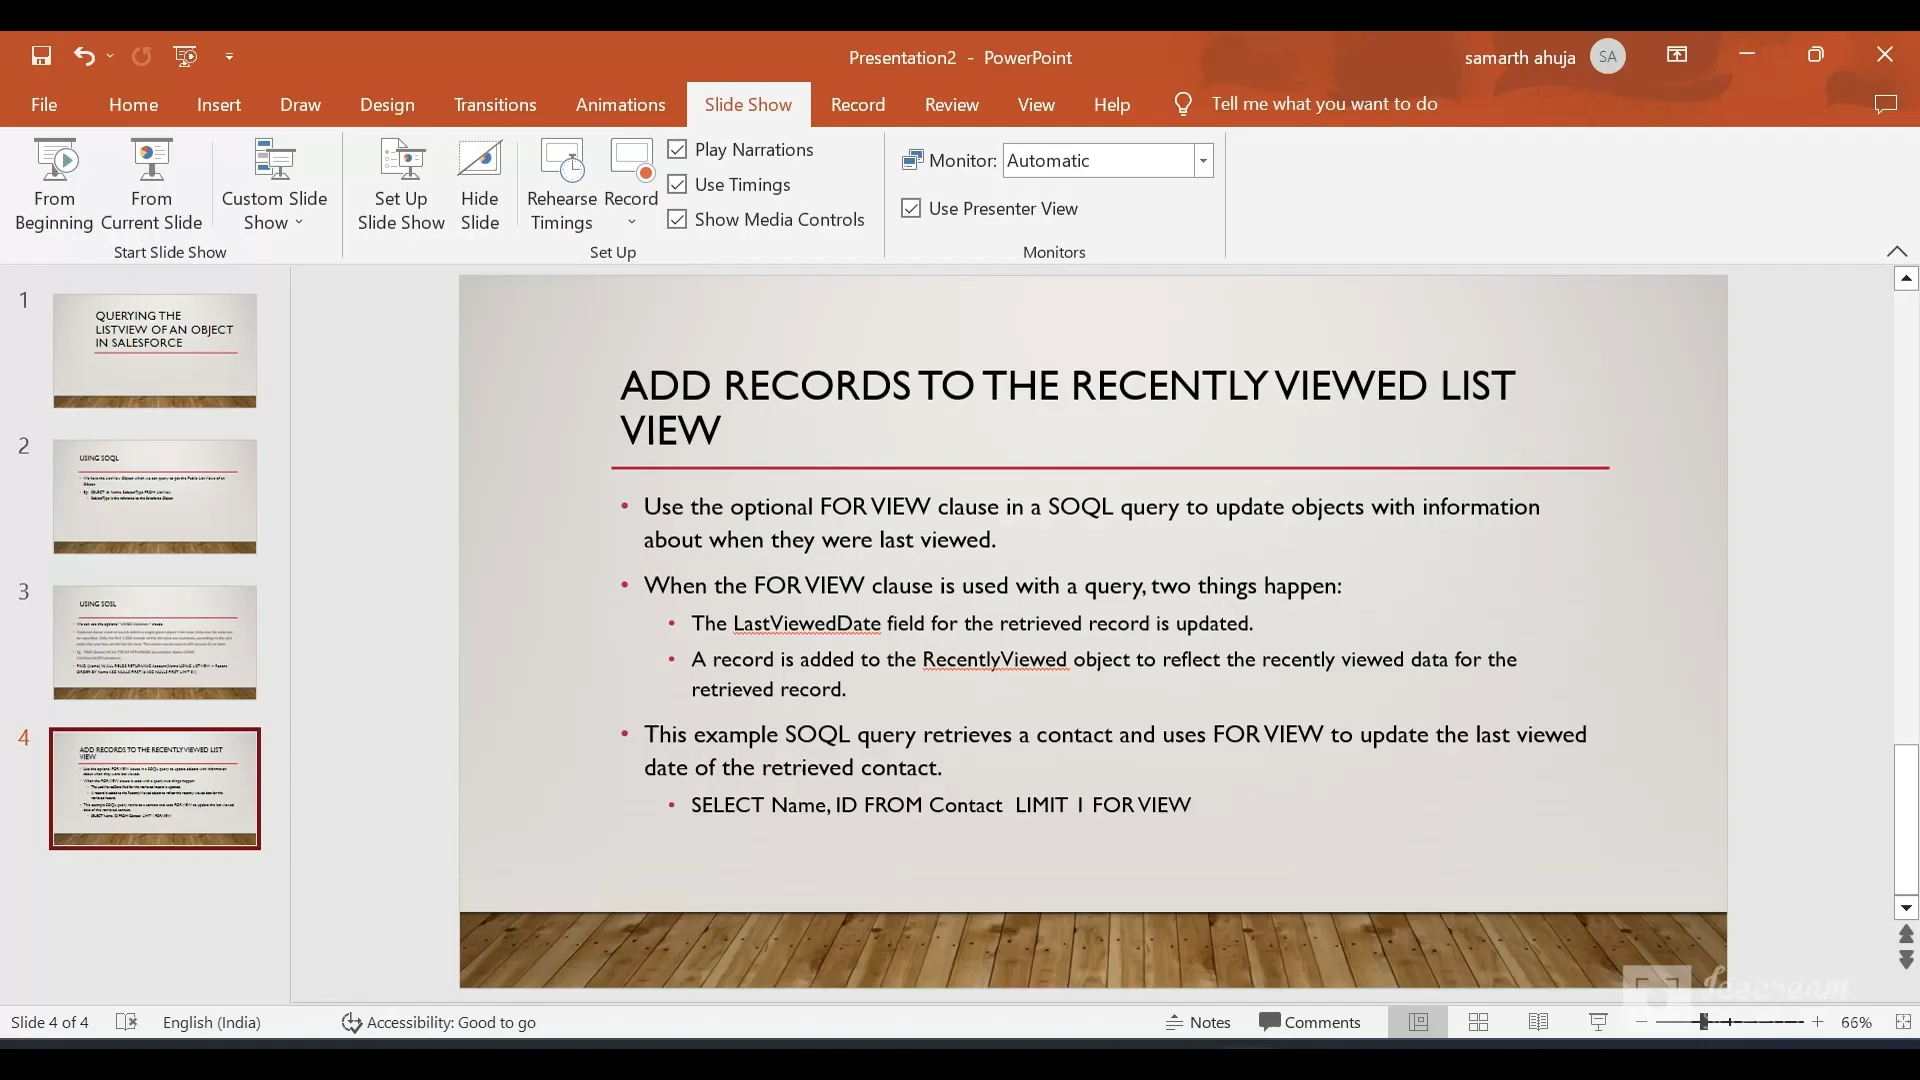 Presentation2 - PowerPoint
samarth ahuja SA
File Home Insert Draw Design Transitions Animations Slide Show Record Review View Help Tell me what you want to do
From Beginning
From Current Slide
Custom Slide Show
Start Slide Show
Set Up Slide Show
Hide Slide
Rehearse Timings
Record
Play Narrations
Use Timings
Show Media Controls
Set Up
Monitor: Automatic
Use Presenter View
Monitors
1
QUERYING THE
LISTVIEW OF AN OBJECT
IN SALESFORCE
2
USING SOQL
3
USING SOSL
4
ADD RECORDS TO THE RECENTLY VIEWED LIST
VIEW
ADD RECORDS TO THE RECENTLY VIEWED LIST
VIEW
• Use the optional FOR VIEW clause in a SOQL query to update objects with information
about when they were last viewed.
• When the FOR VIEW clause is used with a query, two things happen:
• The LastViewedDate field for the retrieved record is updated.
• A record is added to the RecentlyViewed object to reflect the recently viewed data for the
retrieved record.
• This example SOQL query retrieves a contact and uses FOR VIEW to update the last viewed
date of the retrieved contact.
• SELECT Name, ID FROM Contact LIMIT 1 FOR VIEW
Icecream
Slide 4 of 4 English (India) Accessibility: Good to go Notes Comments 66%